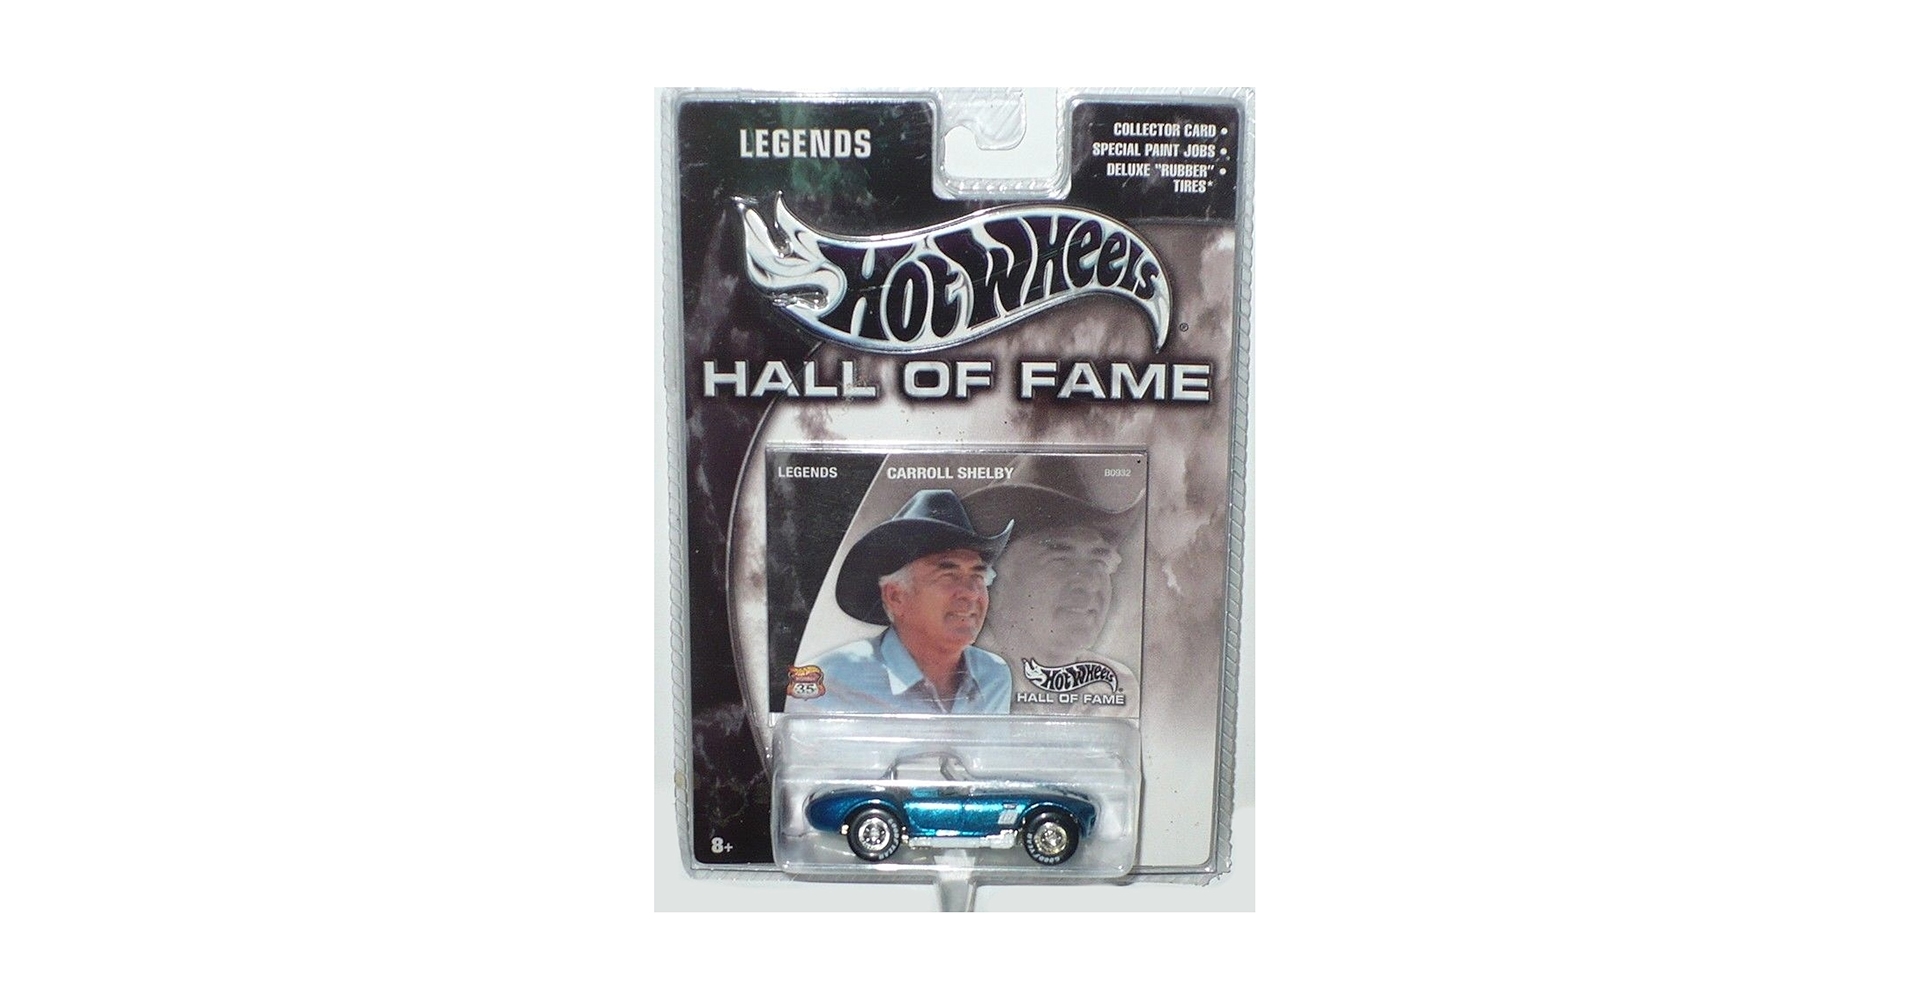 LEGENDS
COLLECTOR CARD •
SPECIAL PAINT JOBS •
DELUXE "RUBBER" •
TIRES*
HOT WHEELS
®
HALL OF FAME
LEGENDS
CARROLL SHELBY
B0932
35
HOT WHEELS
HALL OF FAME
8+